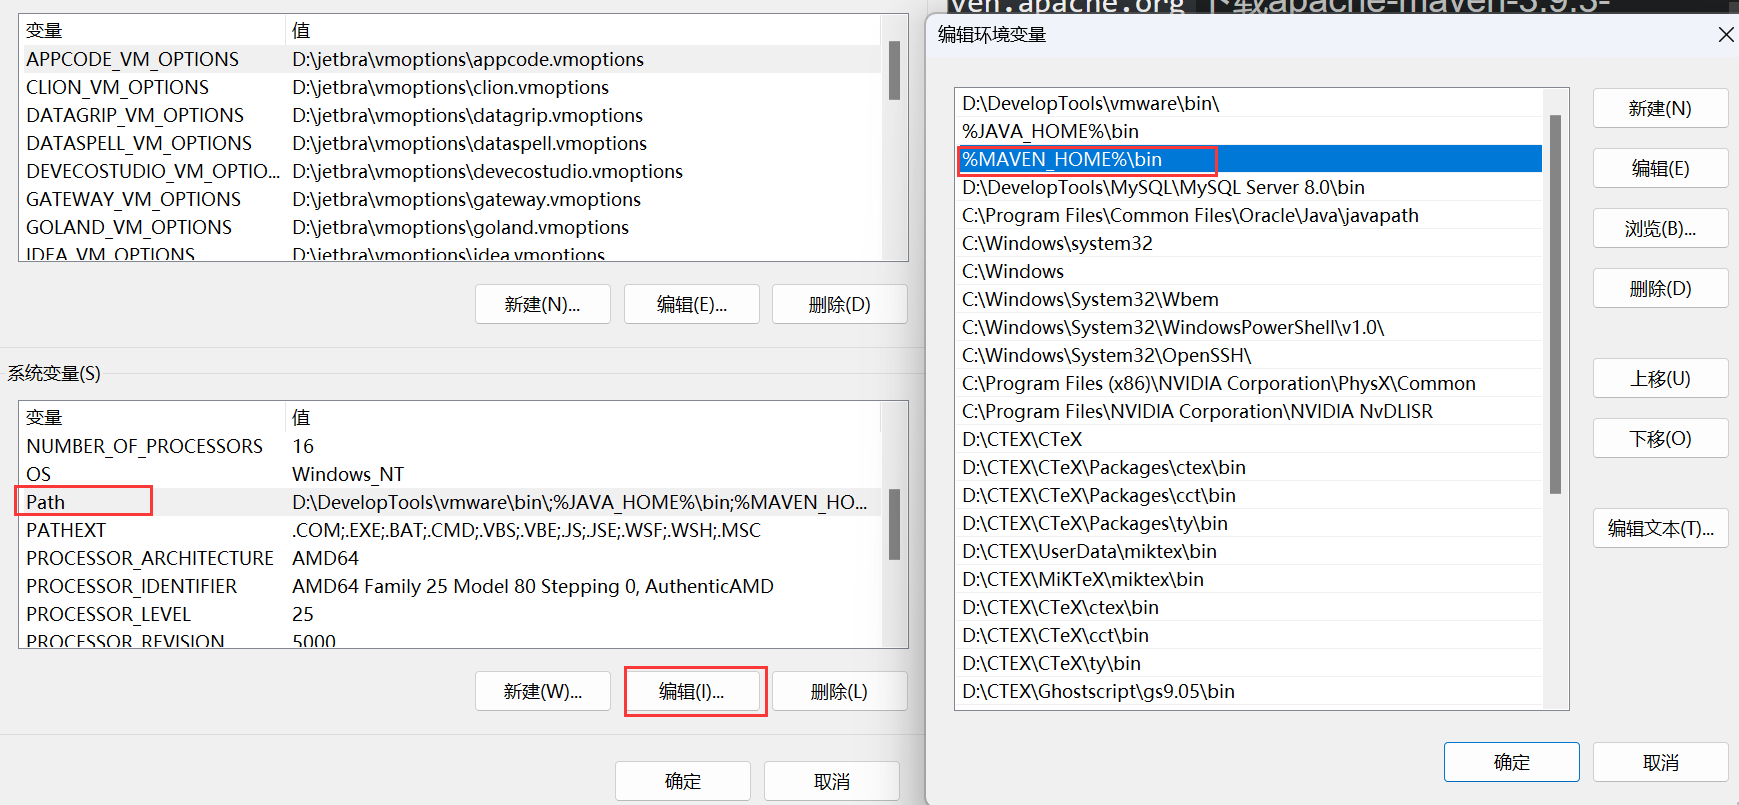 变量 值
APPCODE_VM_OPTIONS D:\jetbra\vmoptions\appcode.vmoptions
CLION_VM_OPTIONS D:\jetbra\vmoptions\clion.vmoptions
DATAGRIP_VM_OPTIONS D:\jetbra\vmoptions\datagrip.vmoptions
DATASPELL_VM_OPTIONS D:\jetbra\vmoptions\dataspell.vmoptions
DEVECOSTUDIO_VM_OPTIO... D:\jetbra\vmoptions\devecostudio.vmoptions
GATEWAY_VM_OPTIONS D:\jetbra\vmoptions\gateway.vmoptions
GOLAND_VM_OPTIONS D:\jetbra\vmoptions\goland.vmoptions
IDEA_VM_OPTIONS D:\jetbra\vmoptions\idea.vmoptions
新建(N)... 编辑(E)... 删除(D)
系统变量(S)
变量 值
NUMBER_OF_PROCESSORS 16
OS Windows_NT
Path D:\DevelopTools\vmware\bin\;%JAVA_HOME%\bin;%MAVEN_HO...
PATHEXT .COM;.EXE;.BAT;.CMD;.VBS;.VBE;.JS;.JSE;.WSF;.WSH;.MSC
PROCESSOR_ARCHITECTURE AMD64
PROCESSOR_IDENTIFIER AMD64 Family 25 Model 80 Stepping 0, AuthenticAMD
PROCESSOR_LEVEL 25
PROCESSOR_REVISION 5000
新建(W)... 编辑(I)... 删除(L)
确定 取消
ven.apache.org 下载apache-maven-3.9.3-
编辑环境变量
D:\DevelopTools\vmware\bin\
%JAVA_HOME%\bin
%MAVEN_HOME%\bin
D:\DevelopTools\MySQL\MySQL Server 8.0\bin
C:\Program Files\Common Files\Oracle\Java\javapath
C:\Windows\system32
C:\Windows
C:\Windows\System32\Wbem
C:\Windows\System32\WindowsPowerShell\v1.0\
C:\Windows\System32\OpenSSH\
C:\Program Files (x86)\NVIDIA Corporation\PhysX\Common
C:\Program Files\NVIDIA Corporation\NVIDIA NvDLISR
D:\CTEX\CTeX
D:\CTEX\CTeX\Packages\ctex\bin
D:\CTEX\CTeX\Packages\cct\bin
D:\CTEX\CTeX\Packages\ty\bin
D:\CTEX\UserData\miktex\bin
D:\CTEX\MiKTeX\miktex\bin
D:\CTEX\CTeX\ctex\bin
D:\CTEX\CTeX\cct\bin
D:\CTEX\CTeX\ty\bin
D:\CTEX\Ghostscript\gs9.05\bin
新建(N)
编辑(E)
浏览(B)...
删除(D)
上移(U)
下移(O)
编辑文本(T)...
确定 取消